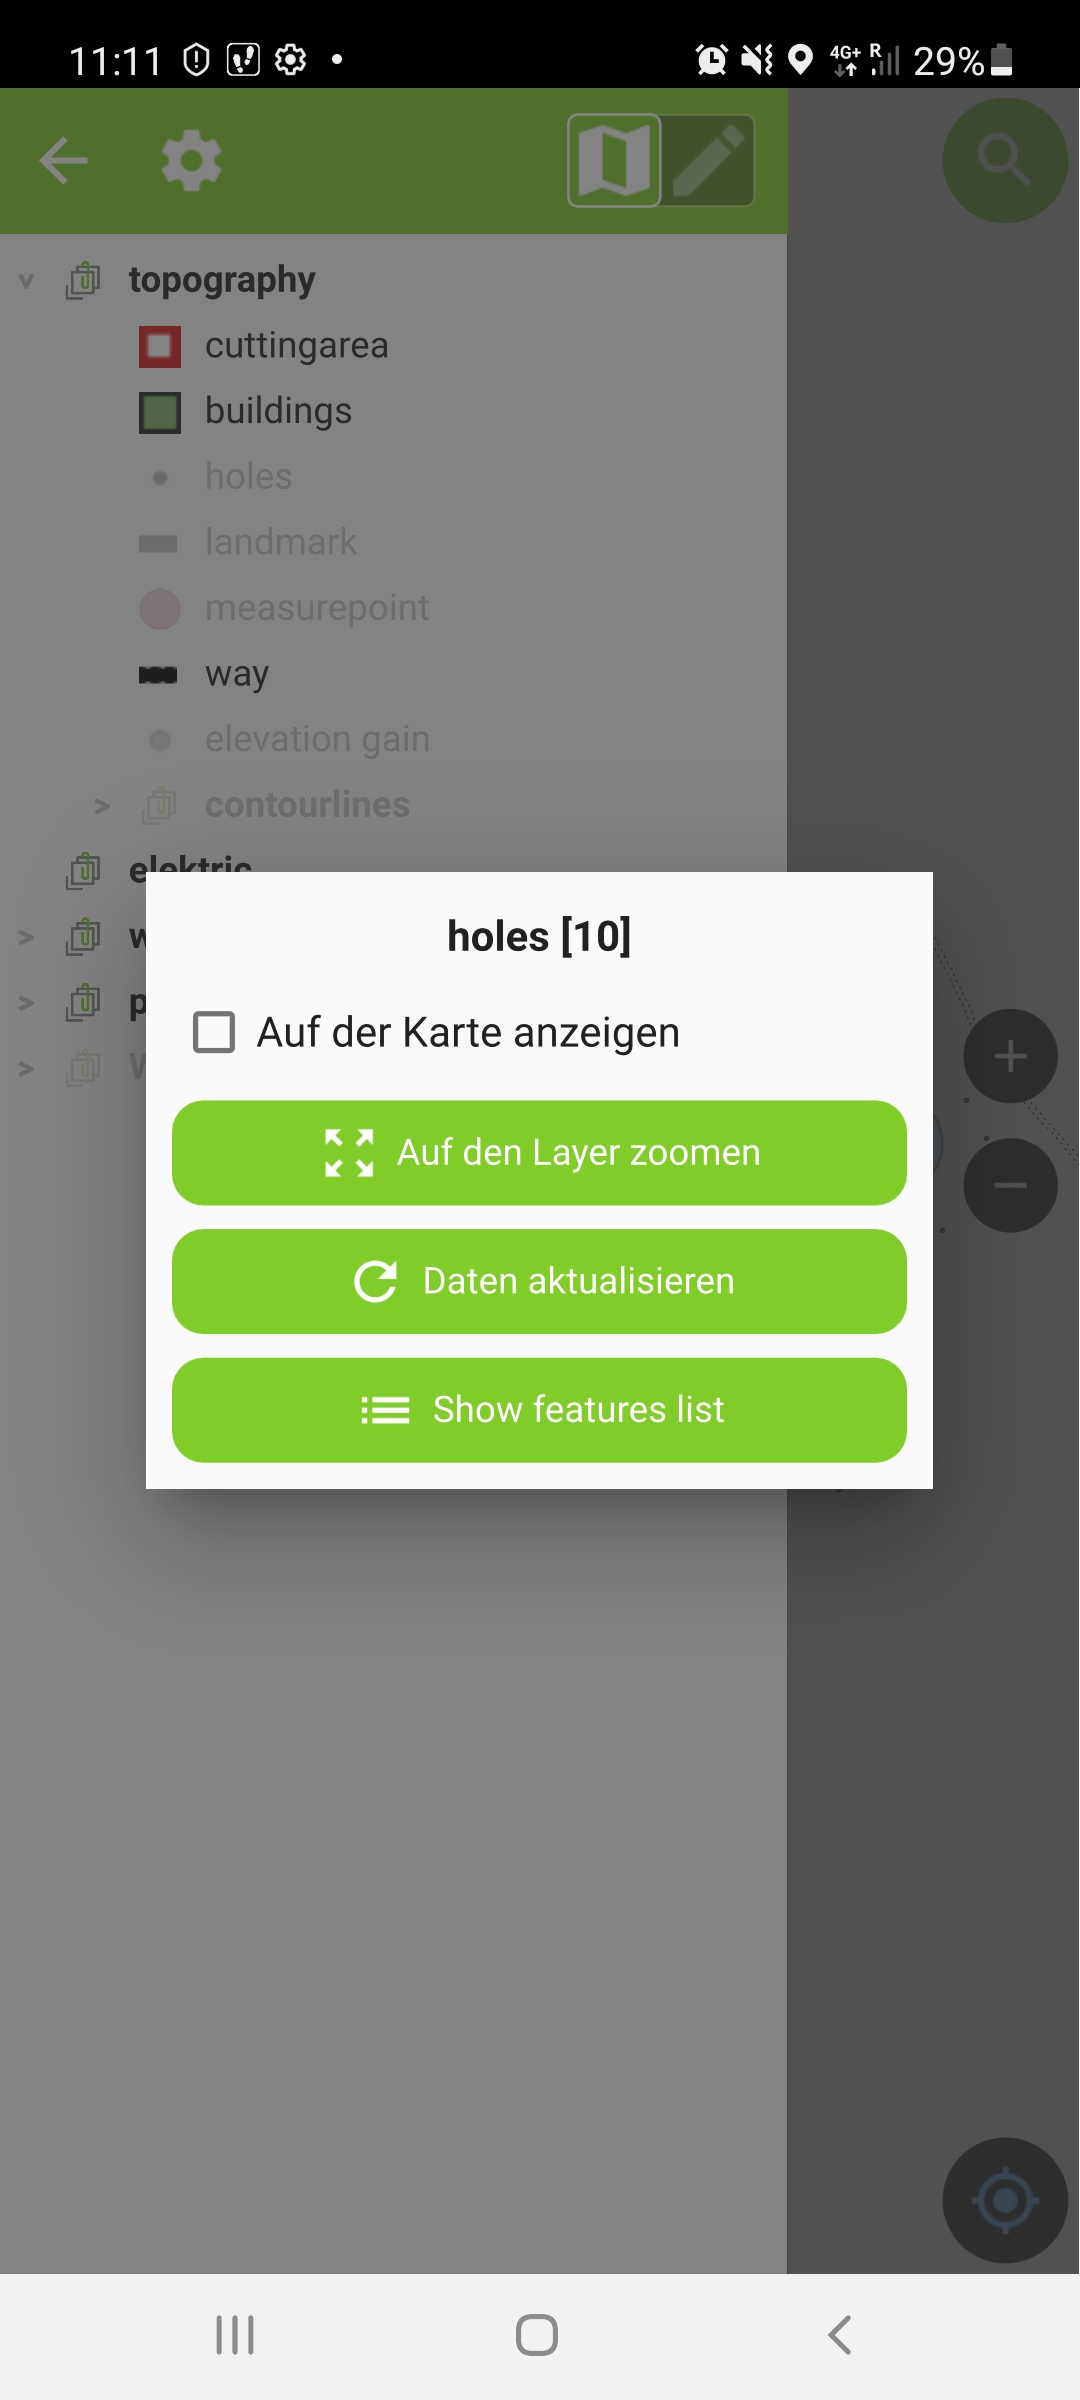 11:11
4G+ R 29%
topography
cuttingarea
buildings
holes
landmark
measurepoint
way
elevation gain
contourlines
elektric
holes [10]
Auf der Karte anzeigen
Auf den Layer zoomen
Daten aktualisieren
Show features list